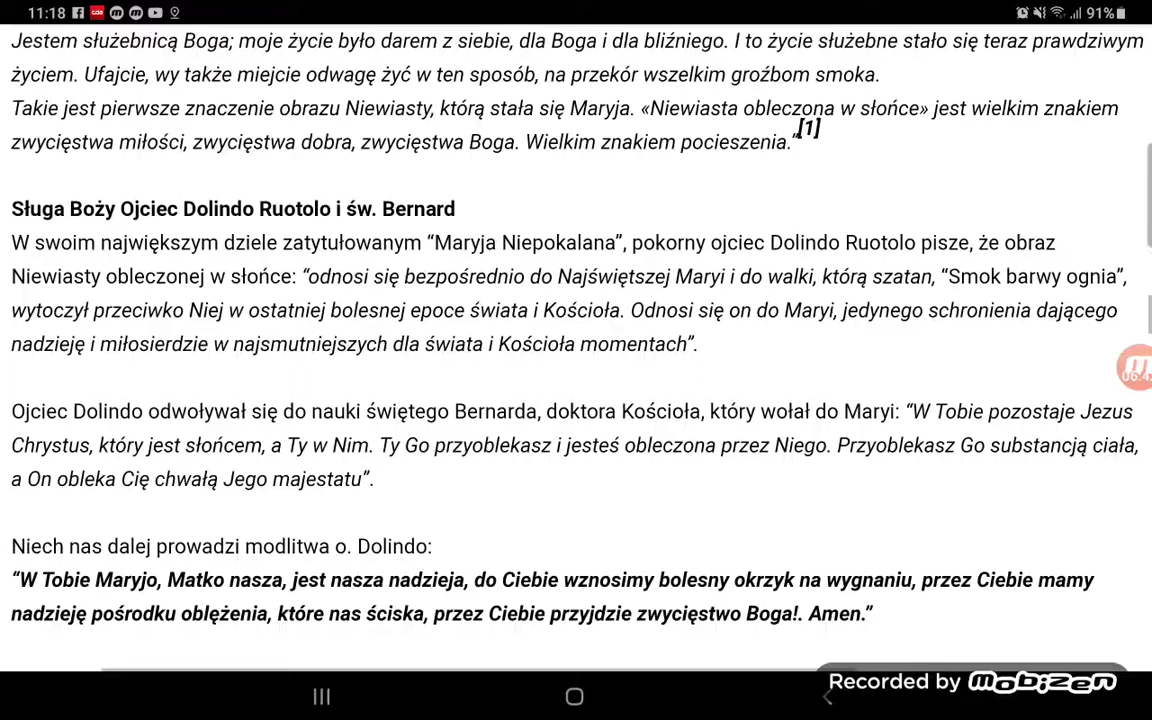 11:18
91%
Jestem służebnicą Boga; moje życie było darem z siebie, dla Boga i dla bliźniego. I to życie służebne stało się teraz prawdziwym
życiem. Ufajcie, wy także miejcie odwagę żyć w ten sposób, na przekór wszelkim groźbom smoka.
Takie jest pierwsze znaczenie obrazu Niewiasty, którą stała się Maryja. «Niewiasta obleczona w słońce» jest wielkim znakiem
zwycięstwa miłości, zwycięstwa dobra, zwycięstwa Boga. Wielkim znakiem pocieszenia.”[1]
Sługa Boży Ojciec Dolindo Ruotolo i św. Bernard
W swoim największym dziele zatytułowanym “Maryja Niepokalana”, pokorny ojciec Dolindo Ruotolo pisze, że obraz
Niewiasty obleczonej w słońce: “odnosi się bezpośrednio do Najświętszej Maryi i do walki, którą szatan, “Smok barwy ognia”,
wytoczył przeciwko Niej w ostatniej bolesnej epoce świata i Kościoła. Odnosi się on do Maryi, jedynego schronienia dającego
nadzieję i miłosierdzie w najsmutniejszych dla świata i Kościoła momentach”.
Ojciec Dolindo odwoływał się do nauki świętego Bernarda, doktora Kościoła, który wołał do Maryi: “W Tobie pozostaje Jezus
Chrystus, który jest słońcem, a Ty w Nim. Ty Go przyoblekasz i jesteś obleczona przez Niego. Przyoblekasz Go substancją ciała,
a On obleka Cię chwałą Jego majestatu”.
Niech nas dalej prowadzi modlitwa o. Dolindo:
“W Tobie Maryjo, Matko nasza, jest nasza nadzieja, do Ciebie wznosimy bolesny okrzyk na wygnaniu, przez Ciebie mamy
nadzieję pośrodku oblężenia, które nas ściska, przez Ciebie przyjdzie zwycięstwo Boga!. Amen.”
Recorded by mobizen